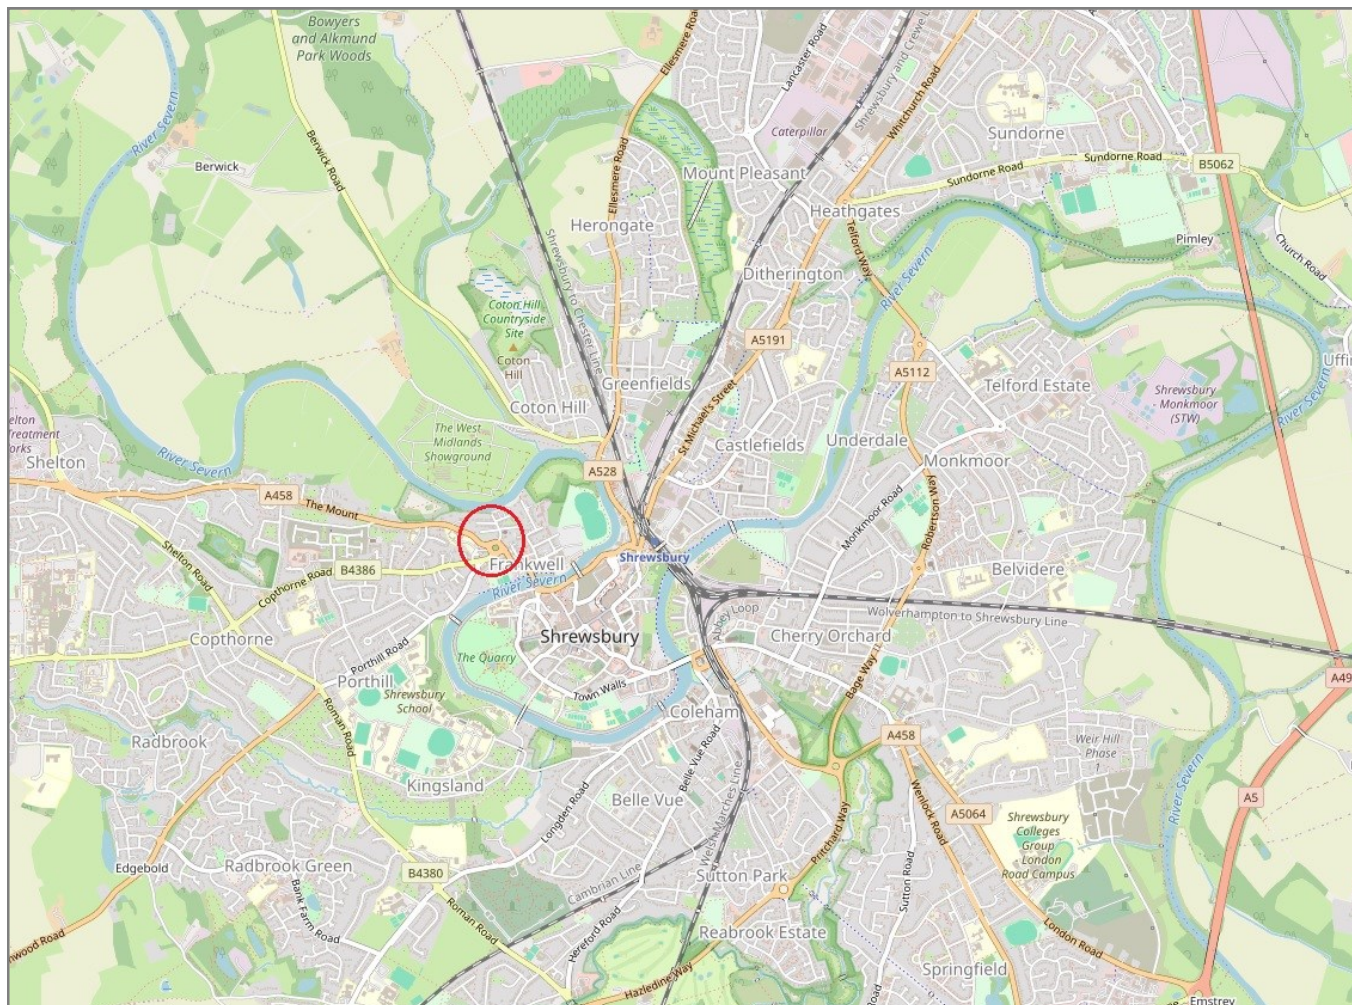 Bowyers
and Alkmund
Park Woods
River Severn
Berwick
Berwick Road
Ellesmere Road
Ellesmere Road
Lancaster Road
Shrewsbury and Crewe L
Whitchurch Road
Caterpillar
Mount Pleasant
Sundorne
Sundorne Road
Sundorne Road
B5062
Herongate
Heathgates
Telford Way
Pimley
Church Road
Ditherington
River Severn
Shrewsbury to Chester Line
Coton Hill
Countryside
Site
Coton
Hill
A5191
A5112
Uffi
Greenfields
Telford Estate
Shrewsbury
Monkmoor
(STW)
River Severn
Coton Hill
St Michael's Street
The West
Midlands
Showground
Castlefields
Underdale
Monkmoor
elton
Treatment
orks
Shelton
River Severn
A528
A458
The Mount
Monkmoor Road
Robertson Way
Shelton Road
Copthorne Road
B4386
Frankwell
River Severn
Shrewsbury
Belvidere
Abbey Loop
Wolverhampton to Shrewsbury Line
Copthorne
Shrewsbury
Cherry Orchard
Porthill Road
The Quarry
Porthill
Shrewsbury
School
Town Walls
Bage Way
A49
Roman Road
Coleham
Radbrook
A458
Weir Hill
Phase
1
Kingsland
Belle Vue Road
Belle Vue
Longden Road
Welsh Marches Line
Wenlock Road
A5064
A5
River Severn
Shrewsbury
Colleges
Group
London
Road Campus
Pritchard Way
Edgebold
Radbrook Green
B4380
Cambrian Line
Sutton Park
Sutton Road
Bank Farm Road
Roman Road
Hereford Road
Reabrook Estate
London Road
nwood Road
Hazledine Way
Springfield
Emstrey